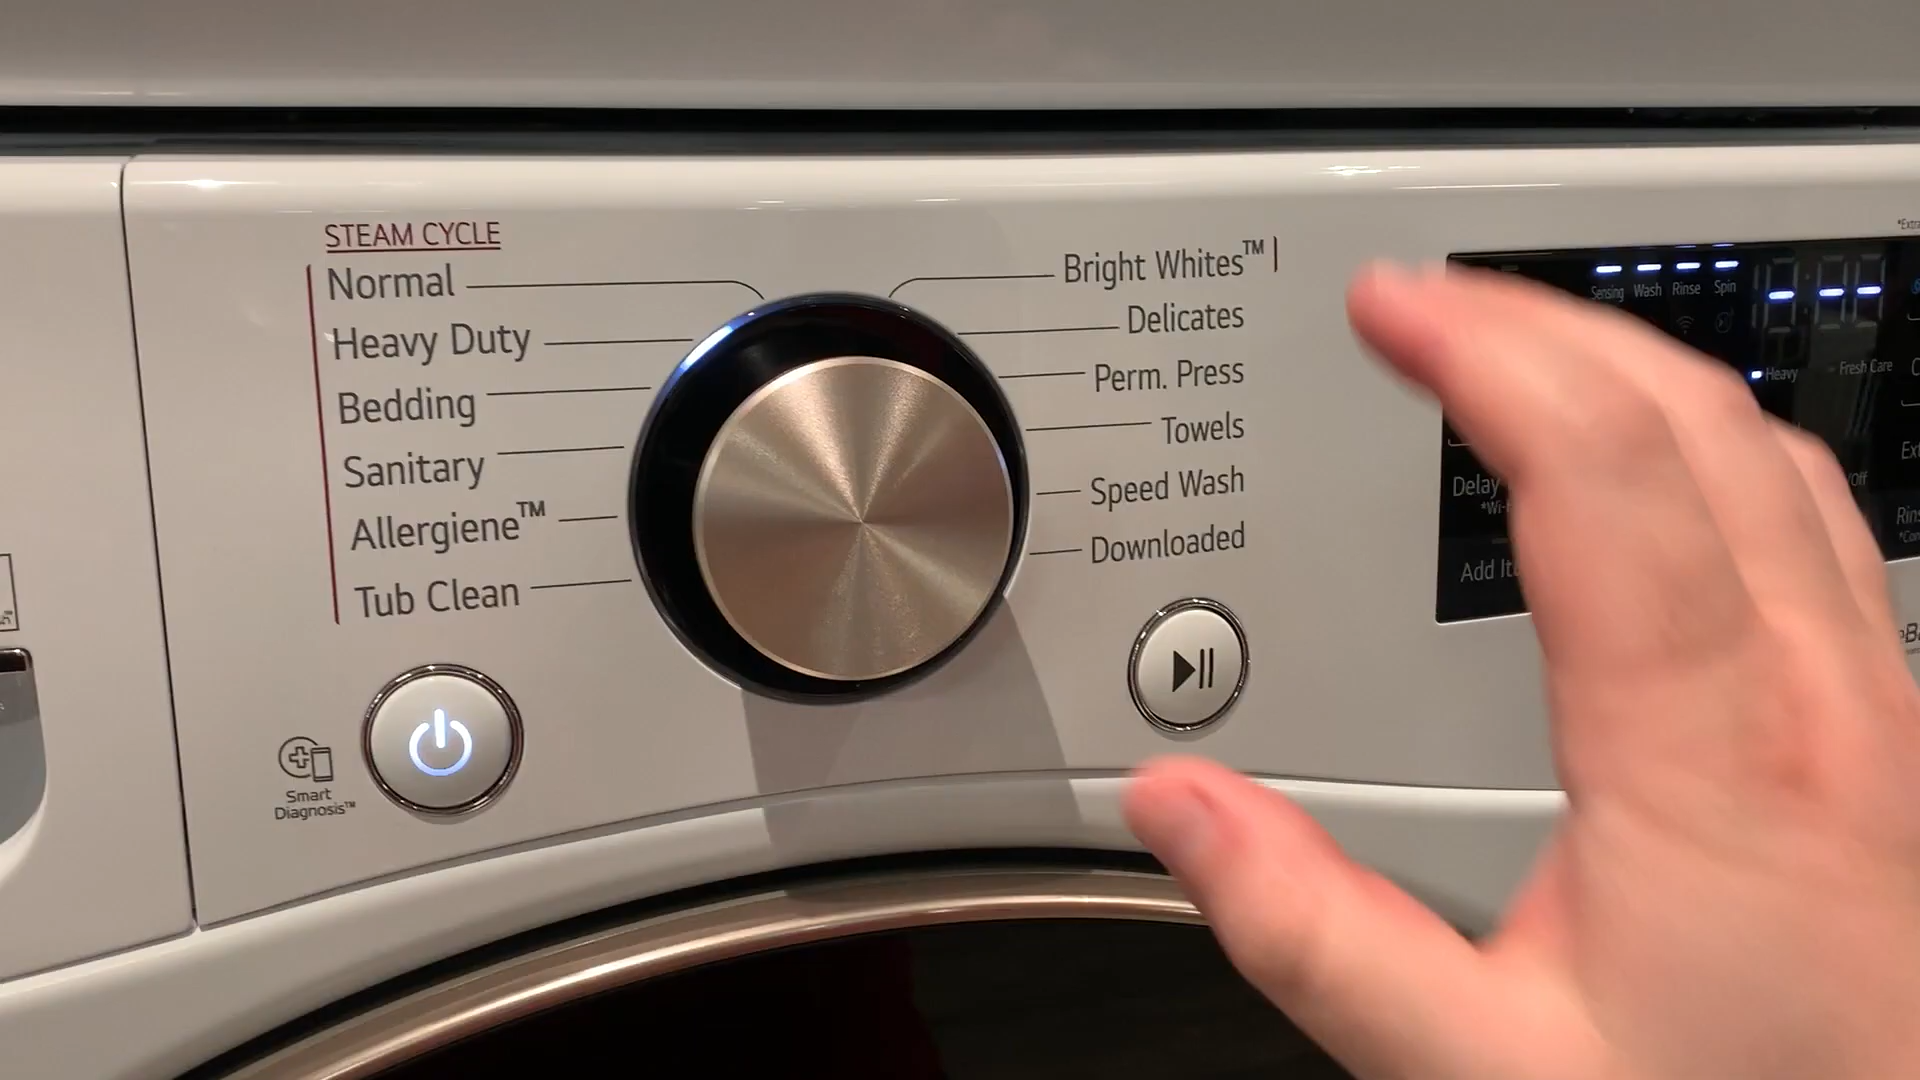 STEAM CYCLE
Normal
Heavy Duty
Bedding
Sanitary
Allergiene™
Tub Clean
Bright Whites™
Delicates
Perm. Press
Towels
Speed Wash
Downloaded
Smart
Diagnosis™
Sensing Wash Rinse Spin
Heavy
Fresh Care
Delay
Add